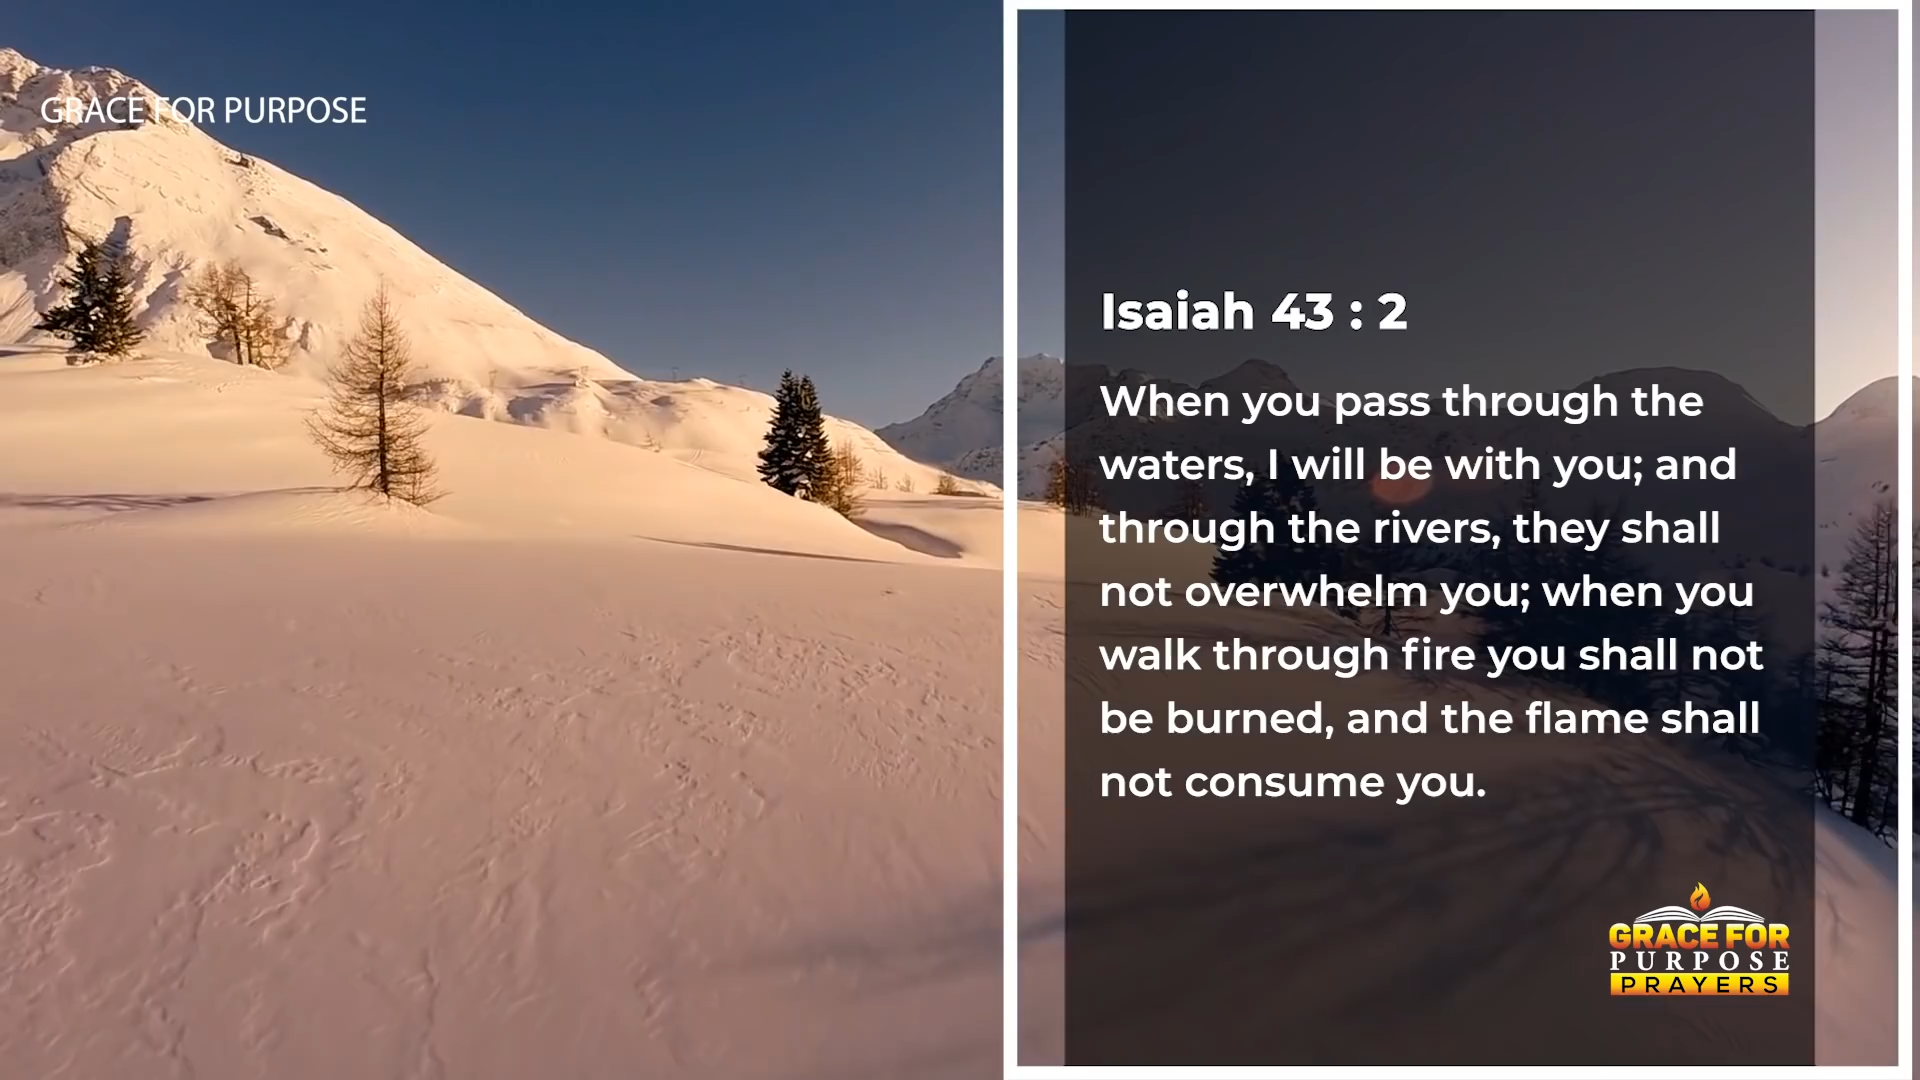 GRACE FOR PURPOSE
Isaiah 43 : 2
When you pass through the
waters, I will be with you; and
through the rivers, they shall
not overwhelm you; when you
walk through fire you shall not
be burned, and the flame shall
not consume you.
GRACE FOR
PURPOSE
PRAYERS